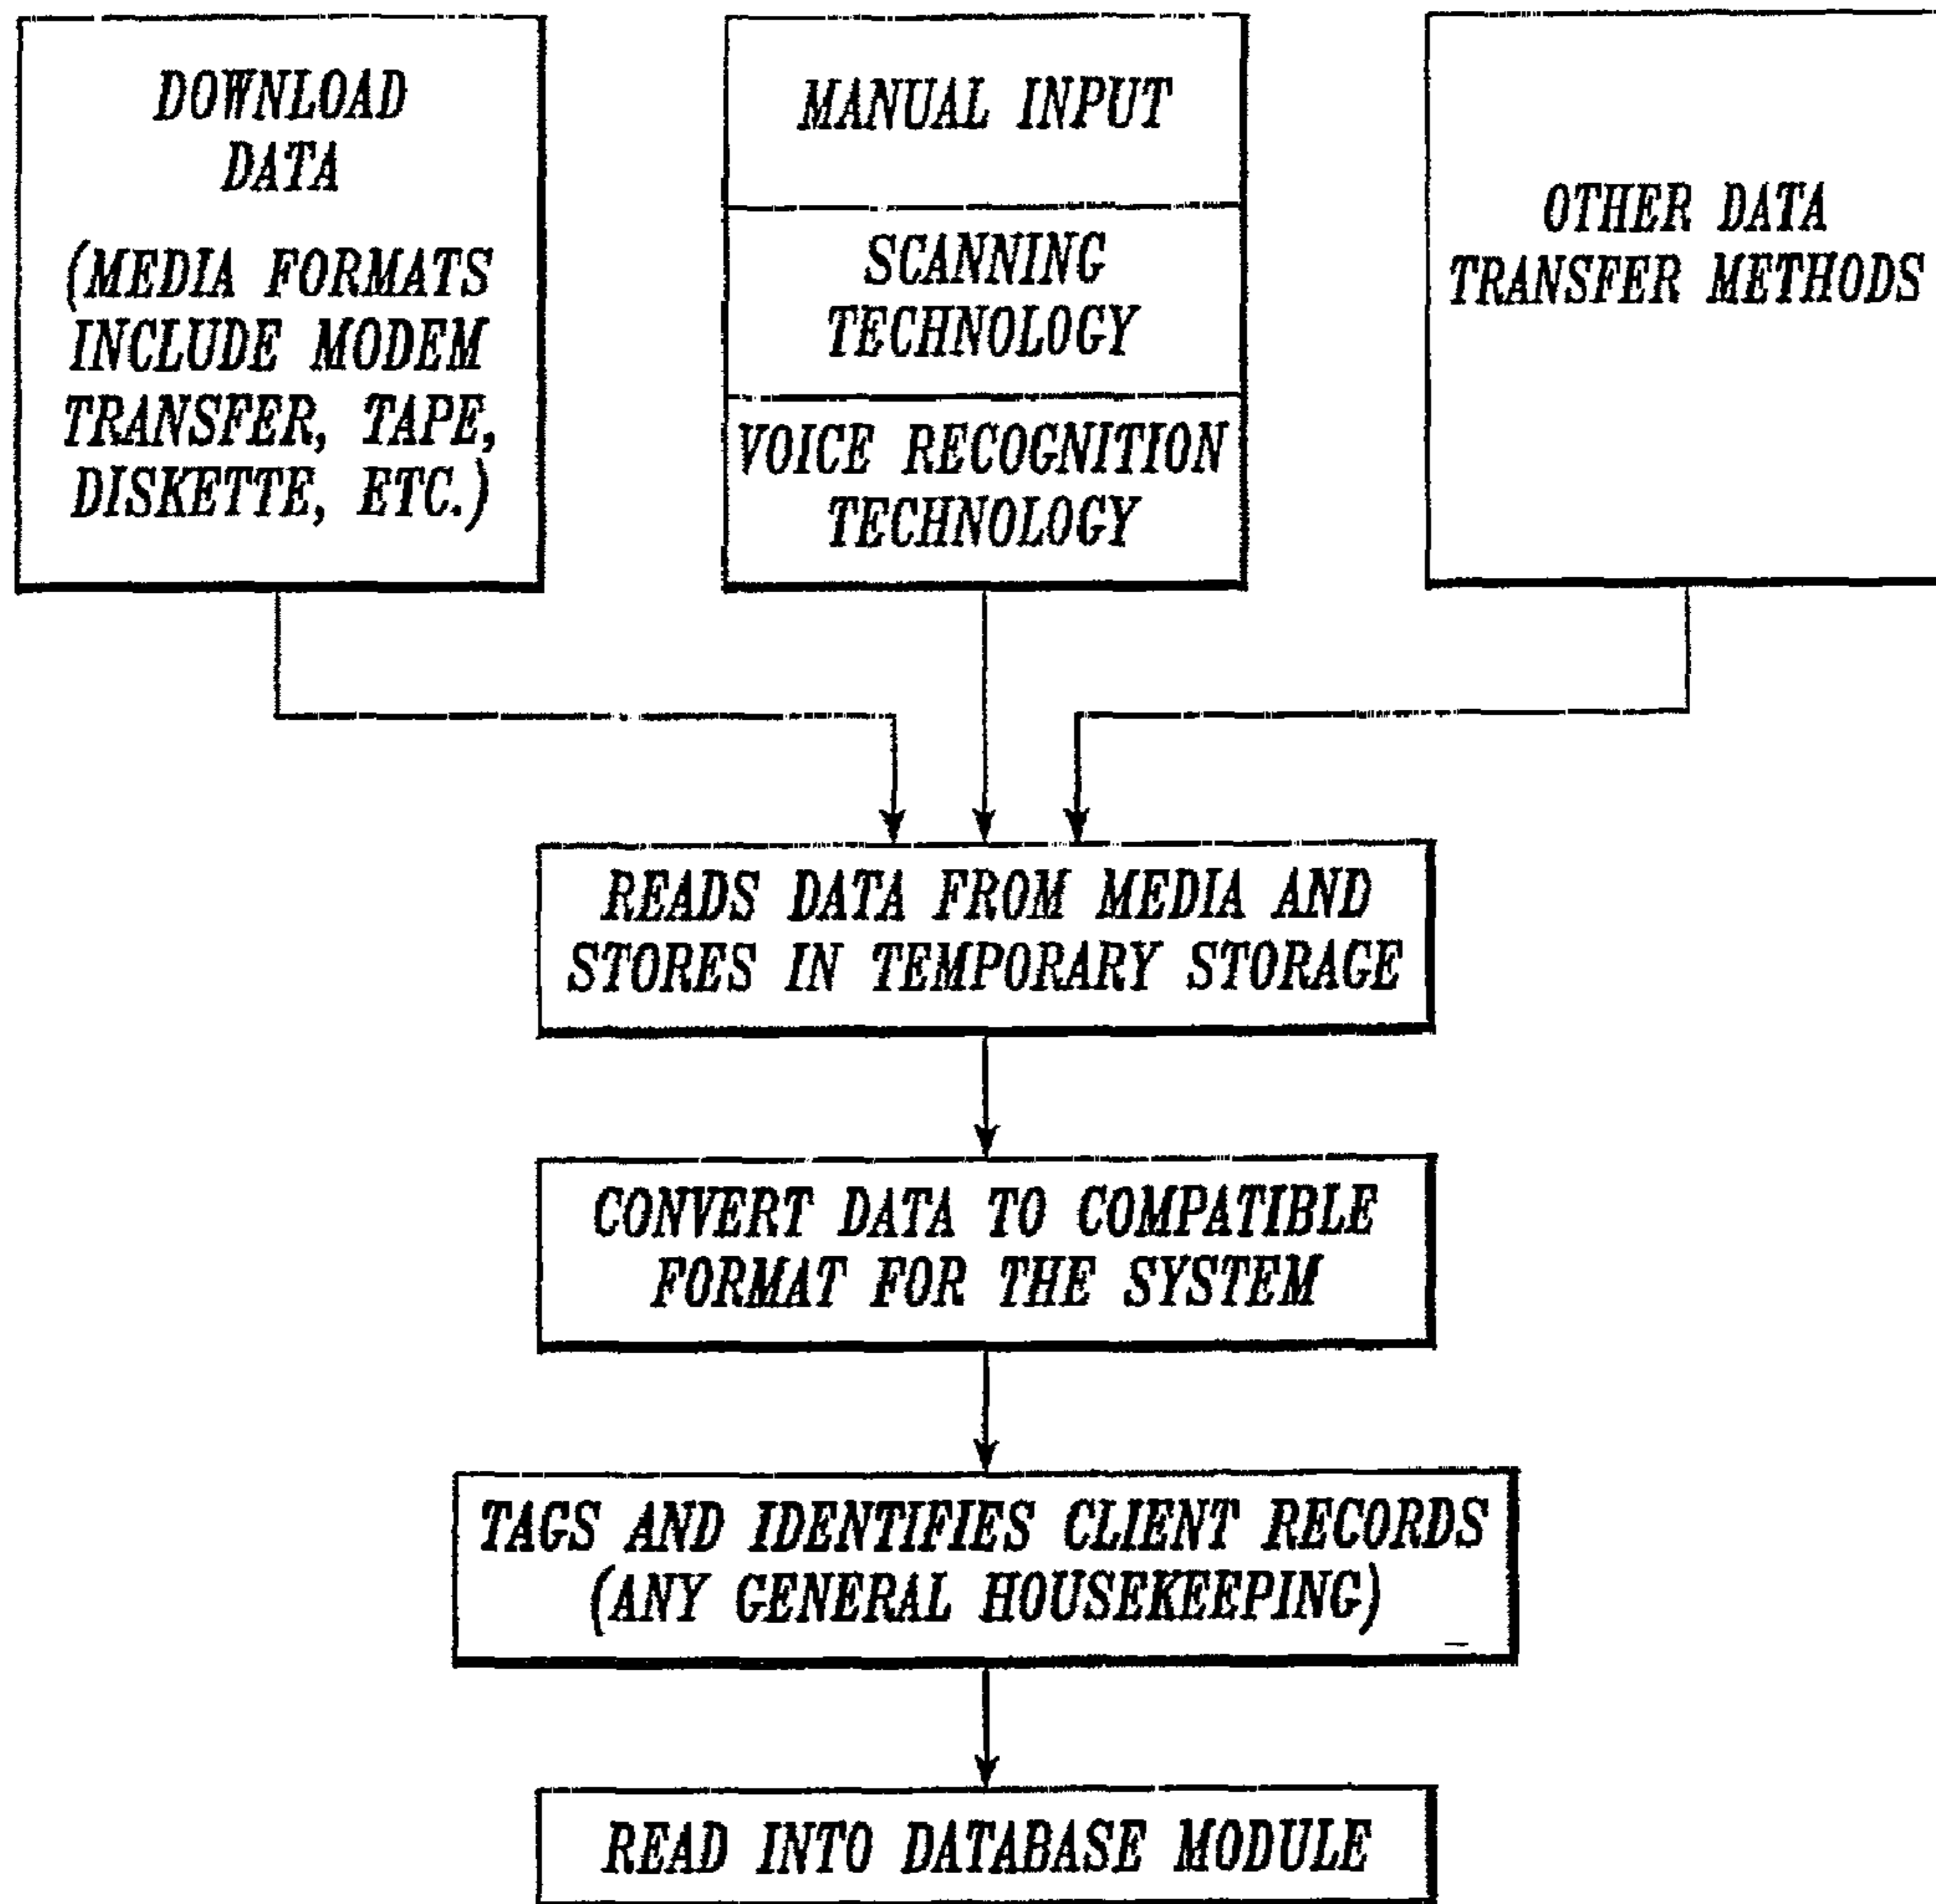 DOWNLOAD
DATA
(MEDIA FORMATS
INCLUDE MODEM
TRANSFER, TAPE,
DISKETTE, ETC.)
MANUAL INPUT
SCANNING
TECHNOLOGY
VOICE RECOGNITION
TECHNOLOGY
OTHER DATA
TRANSFER METHODS
READS DATA FROM MEDIA AND
STORES IN TEMPORARY STORAGE
CONVERT DATA TO COMPATIBLE
FORMAT FOR THE SYSTEM
TAGS AND IDENTIFIES CLIENT RECORDS
(ANY GENERAL HOUSEKEEPING)
READ INTO DATABASE MODULE